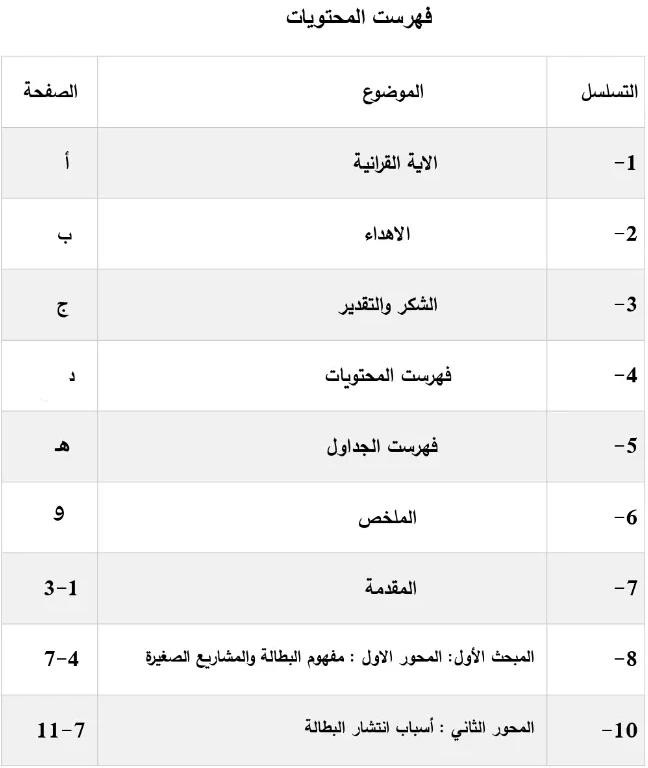 فهرست المحتويات
التسلسل الموضوع الصفحة
1- الاية القرانية أ
2- الاهداء ب
3- الشكر والتقدير ج
4- فهرست المحتويات د
5- فهرست الجداول هـ
6- الملخص و
7- المقدمة 1-3
8- المبحث الأول: المحور الاول : مفهوم البطالة والمشاريع الصغيرة 4-7
10- المحور الثاني : أسباب انتشار البطالة 7-11